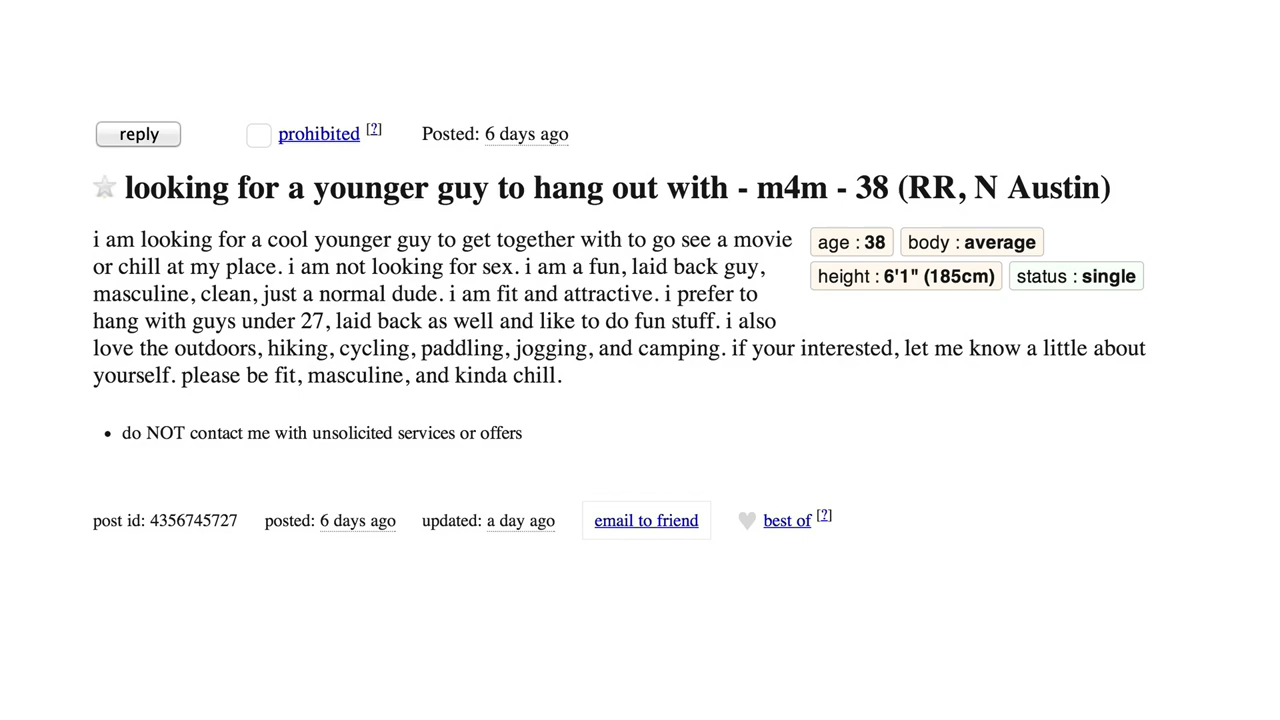 reply prohibited [?] Posted: 6 days ago
looking for a younger guy to hang out with - m4m - 38 (RR, N Austin)
i am looking for a cool younger guy to get together with to go see a movie
or chill at my place. i am not looking for sex. i am a fun, laid back guy,
masculine, clean, just a normal dude. i am fit and attractive. i prefer to
hang with guys under 27, laid back as well and like to do fun stuff. i also
love the outdoors, hiking, cycling, paddling, jogging, and camping. if your interested, let me know a little about
yourself. please be fit, masculine, and kinda chill.
age : 38 body : average
height : 6'1" (185cm) status : single
• do NOT contact me with unsolicited services or offers
post id: 4356745727 posted: 6 days ago updated: a day ago email to friend best of [?]